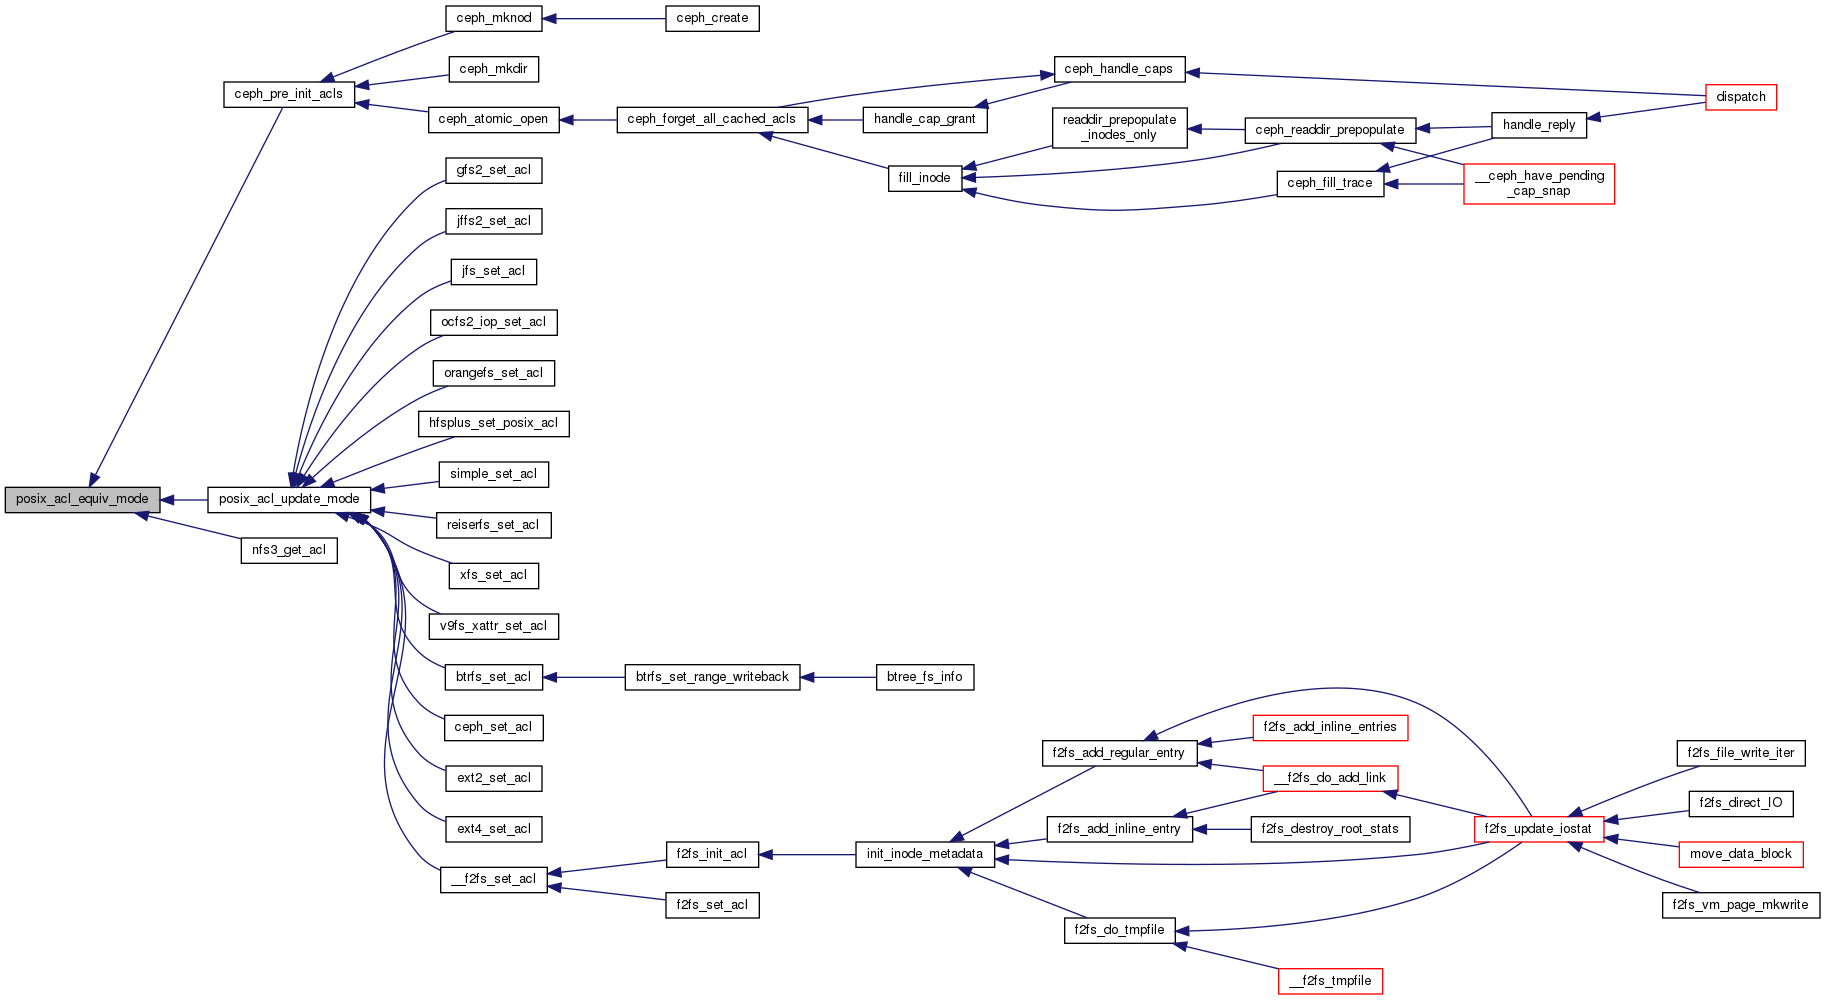 ceph_mknod
ceph_create
ceph_mkdir
ceph_pre_init_acls
ceph_atomic_open
ceph_forget_all_cached_acls
handle_cap_grant
ceph_handle_caps
readdir_prepopulate
_inodes_only
ceph_readdir_prepopulate
handle_reply
dispatch
fill_inode
ceph_fill_trace
__ceph_have_pending
_cap_snap
gfs2_set_acl
jffs2_set_acl
jfs_set_acl
ocfs2_iop_set_acl
orangefs_set_acl
hfsplus_set_posix_acl
simple_set_acl
posix_acl_equiv_mode
posix_acl_update_mode
reiserfs_set_acl
nfs3_get_acl
xfs_set_acl
v9fs_xattr_set_acl
btrfs_set_acl
btrfs_set_range_writeback
btree_fs_info
ceph_set_acl
ext2_set_acl
ext4_set_acl
__f2fs_set_acl
f2fs_init_acl
f2fs_set_acl
init_inode_metadata
f2fs_add_regular_entry
f2fs_add_inline_entries
__f2fs_do_add_link
f2fs_add_inline_entry
f2fs_destroy_root_stats
f2fs_do_tmpfile
__f2fs_tmpfile
f2fs_update_iostat
f2fs_file_write_iter
f2fs_direct_IO
move_data_block
f2fs_vm_page_mkwrite